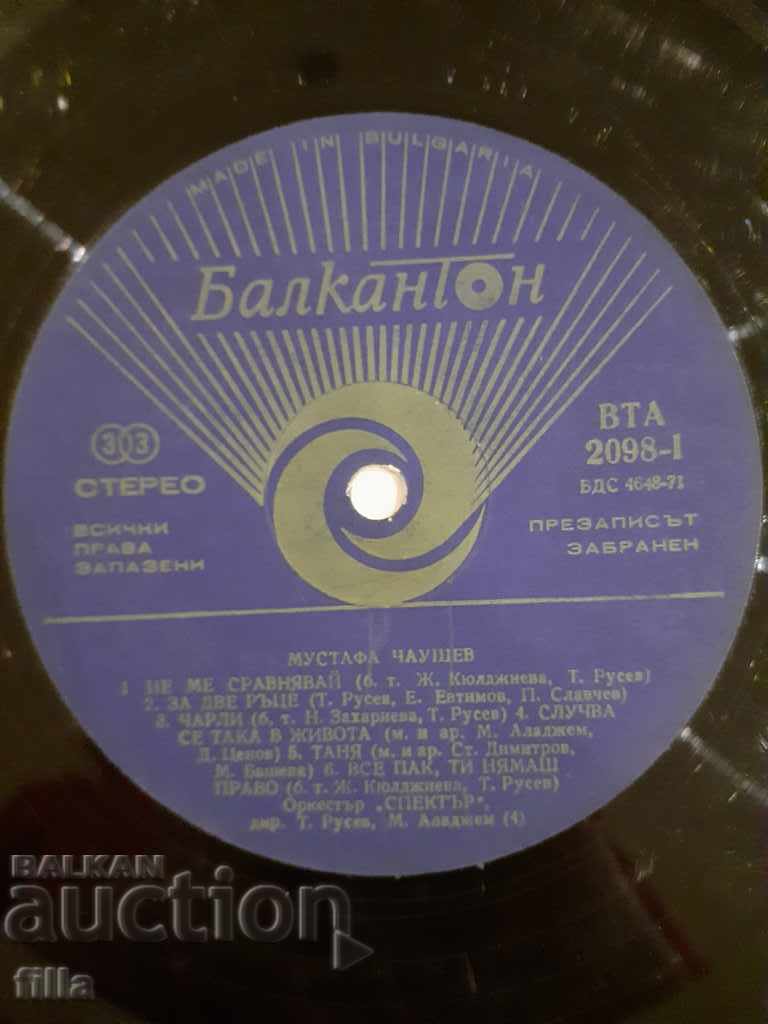 MADE IN BULGARIA
Балкантон
33
СТЕРЕО
ВСИЧКИ
ПРАВА
ЗАПАЗЕНИ
ВТА
2098-I
БДС 4648-71
ПРЕЗАПИСЪТ
ЗАБРАНЕН
МУСТАФА ЧАУШЕВ
1 НЕ МЕ СРАВНЯВАЙ (б. т. Ж. Кюлджиева, Т. Русев)
2. ЗА ДВЕ РЪЦЕ (Т. Русев, Е. Евтимов, П. Славчев)
3. ЧАРЛИ (б. т. Н. Захариева, Т. Русев) 4. СЛУЧВА
СЕ ТАКА В ЖИВОТА (м. и ар. М. Аладжем,
Д. Ценов) 5. ТАНЯ (м. и ар. Ст. Димитров,
М. Башева) 6. ВСЕ ПАК, ТИ НЯМАШ
ПРАВО (б. т. Ж. Кюлджиева, Т. Русев)
Оркестър „СПЕКТЪР",
дир. Т. Русев, М. Аладжем (4)
BALKAN
auction
filla